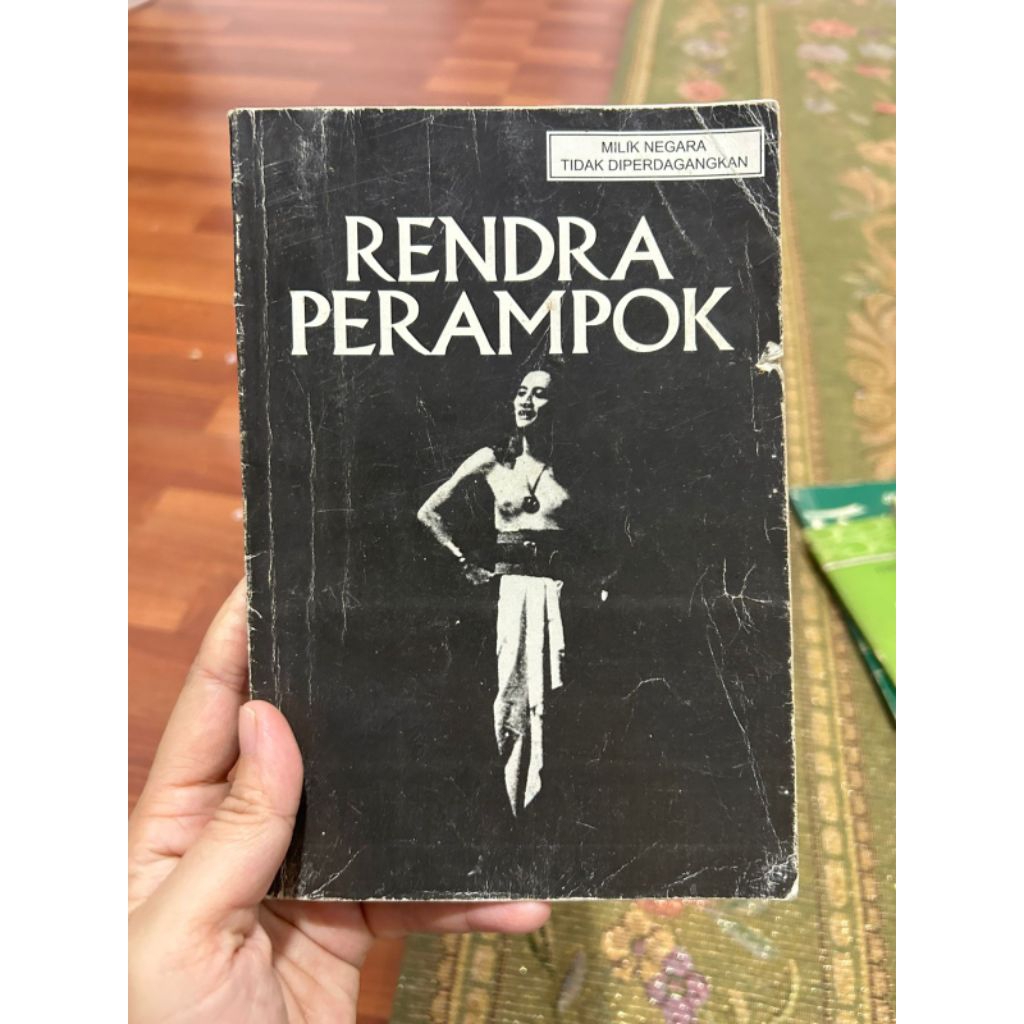 MILIK NEGARA
TIDAK DIPERDAGANGKAN
RENDRA
PERAMPOK